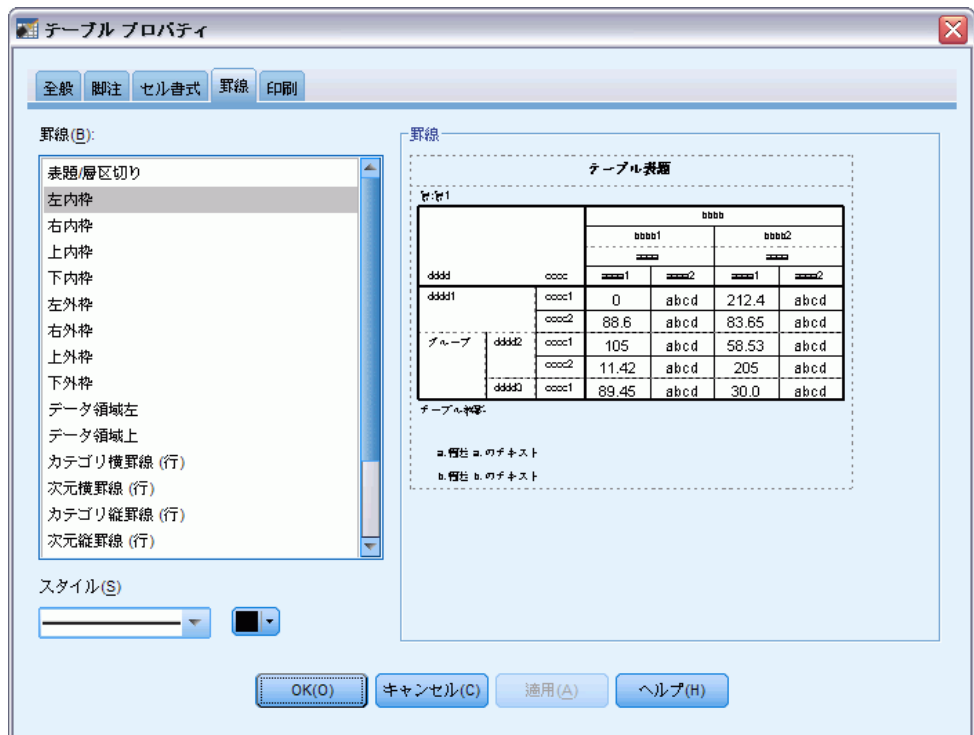 テーブル プロパティ
全般 脚注 セル書式 罫線 印刷
罫線(B):
表題/層区切り
左内枠
右内枠
上内枠
下内枠
左外枠
右外枠
上外枠
下外枠
データ領域左
データ領域上
カテゴリ横罫線 (行)
次元横罫線 (行)
カテゴリ縦罫線 (行)
次元縦罫線 (行)
スタイル(S)
罫線
テーブル表題
bbbb
bbbb1 bbbb2
aaaa aaaa
dddd cccc aaaa1 aaaa2 aaaa1 aaaa2
dddd1 cccc1 0 abcd 212.4 abcd
cccc2 88.6 abcd 83.65 abcd
グループ dddd2 cccc1 105 abcd 58.53 abcd
cccc2 11.42 abcd 205 abcd
dddd3 cccc1 89.45 abcd 30.0 abcd
a. a. のテキスト
b. b. のテキスト
OK(O) キャンセル(C) 適用(A) ヘルプ(H)